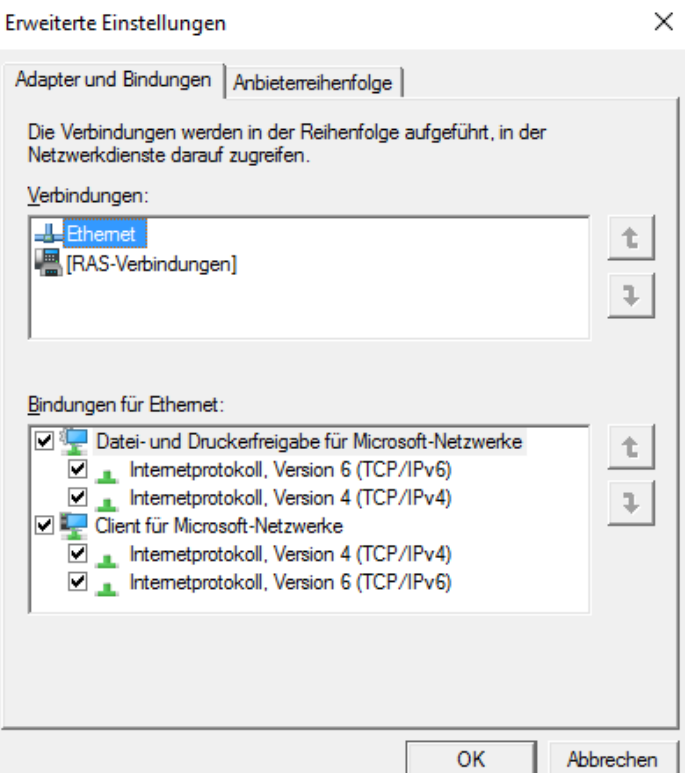 Erweiterte Einstellungen
Adapter und Bindungen
Anbieterreihenfolge
Die Verbindungen werden in der Reihenfolge aufgeführt, in der
Netzwerkdienste darauf zugreifen.
Verbindungen:
Ethernet
[RAS-Verbindungen]
Bindungen für Ethernet:
Datei- und Druckerfreigabe für Microsoft-Netzwerke
Internetprotokoll, Version 6 (TCP/IPv6)
Internetprotokoll, Version 4 (TCP/IPv4)
Client für Microsoft-Netzwerke
Internetprotokoll, Version 4 (TCP/IPv4)
Internetprotokoll, Version 6 (TCP/IPv6)
OK
Abbrechen